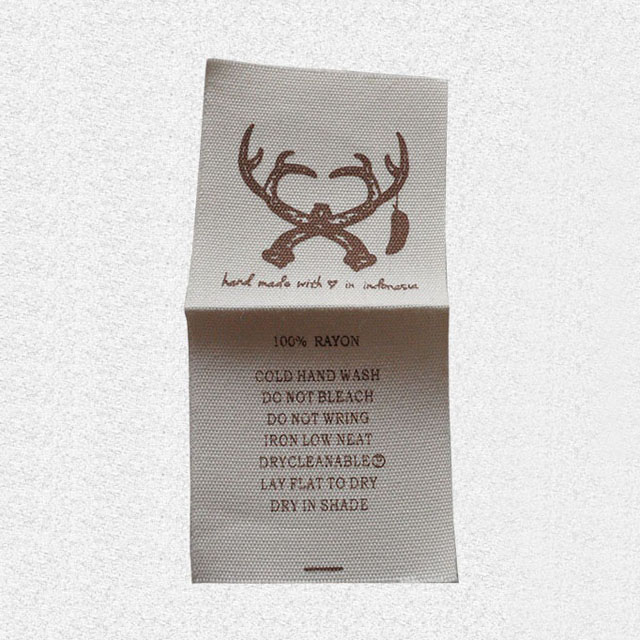 hand made with ♡ in indonesia
100% RAYON
COLD HAND WASH
DO NOT BLEACH
DO NOT WRING
IRON LOW NEAT
DRYCLEANABLE☺
LAY FLAT TO DRY
DRY IN SHADE